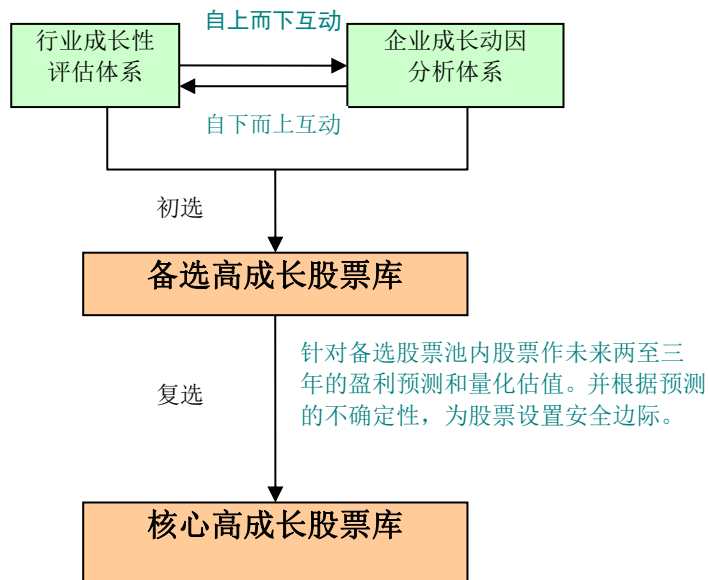 自上而下互动
行业成长性
评估体系
企业成长动因
分析体系
自下而上互动
初选
备选高成长股票库
针对备选股票池内股票作未来两至三
年的盈利预测和量化估值。并根据预测
的不确定性，为股票设置安全边际。
复选
核心高成长股票库